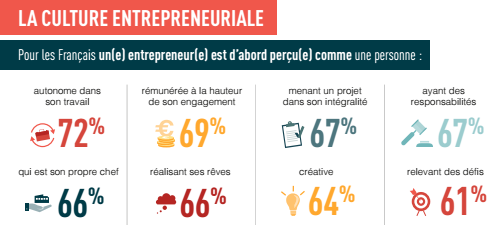 LA CULTURE ENTREPRENEURIALE
Pour les Français un(e) entrepreneur(e) est d'abord perçu(e) comme une personne :
autonome dans
son travail
72%
rémunérée à la hauteur
de son engagement
69%
menant un projet
dans son intégralité
67%
ayant des
responsabilités
67%
qui est son propre chef
66%
réalisant ses rêves
66%
créative
64%
relevant des défis
61%